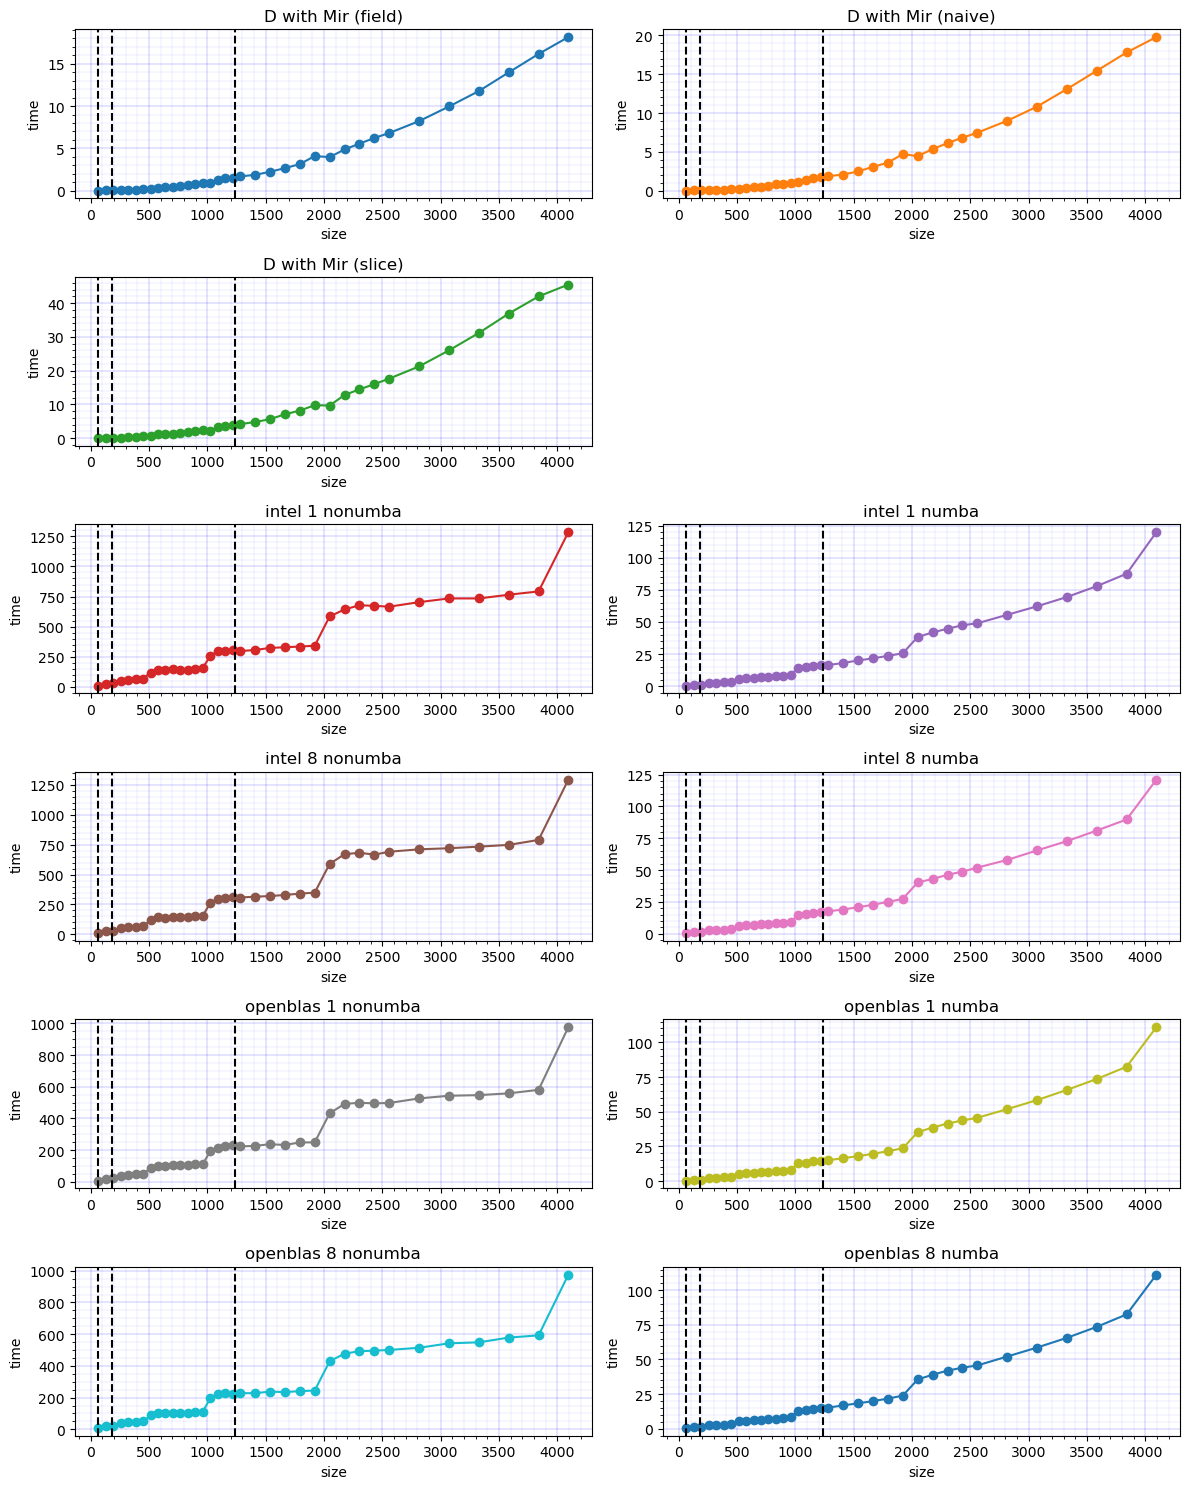 D with Mir (field)
time
15
10
5
0
0 500 1000 1500 2000 2500 3000 3500 4000
size
D with Mir (naive)
time
20
15
10
5
0
0 500 1000 1500 2000 2500 3000 3500 4000
size
D with Mir (slice)
time
40
30
20
10
0
0 500 1000 1500 2000 2500 3000 3500 4000
size
intel 1 nonumba
time
1250
1000
750
500
250
0
0 500 1000 1500 2000 2500 3000 3500 4000
size
intel 1 numba
time
125
100
75
50
25
0
0 500 1000 1500 2000 2500 3000 3500 4000
size
intel 8 nonumba
time
1250
1000
750
500
250
0
0 500 1000 1500 2000 2500 3000 3500 4000
size
intel 8 numba
time
125
100
75
50
25
0
0 500 1000 1500 2000 2500 3000 3500 4000
size
openblas 1 nonumba
time
1000
800
600
400
200
0
0 500 1000 1500 2000 2500 3000 3500 4000
size
openblas 1 numba
time
100
75
50
25
0
0 500 1000 1500 2000 2500 3000 3500 4000
size
openblas 8 nonumba
time
1000
800
600
400
200
0
0 500 1000 1500 2000 2500 3000 3500 4000
size
openblas 8 numba
time
100
75
50
25
0
0 500 1000 1500 2000 2500 3000 3500 4000
size